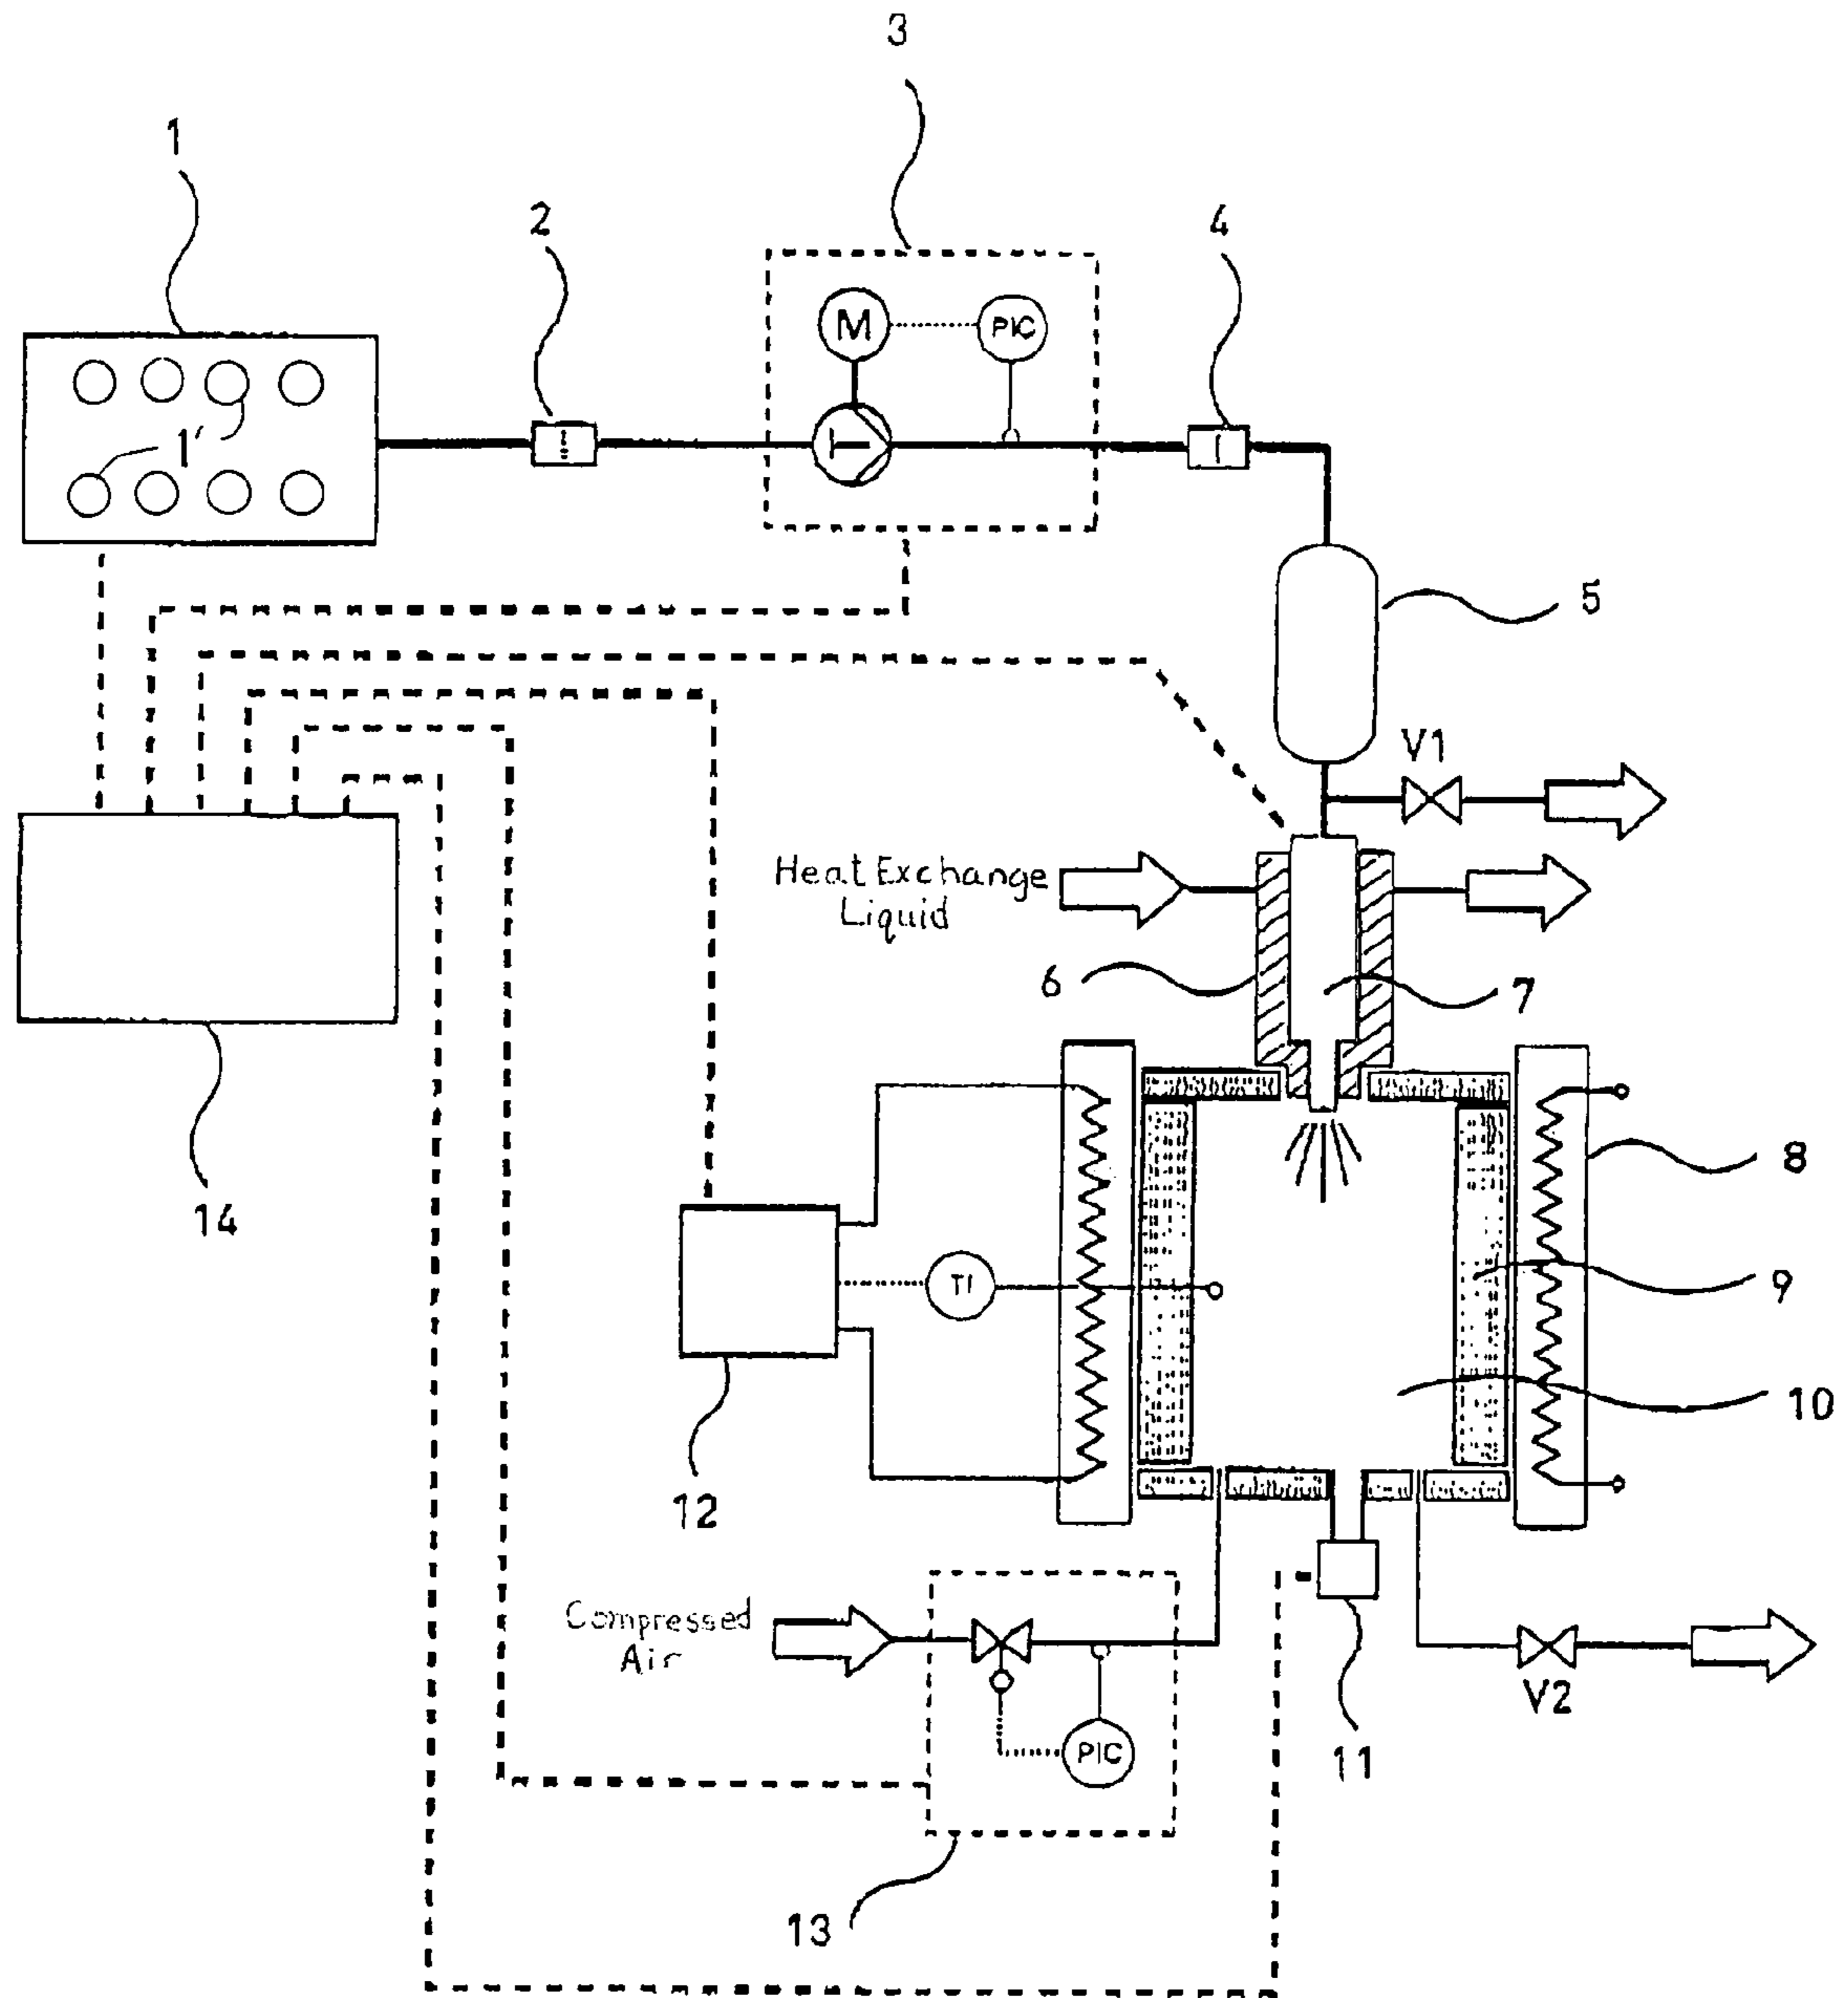 3
1
2
4
M
PIC
1'
5
V1
Heat Exchange
Liquid
6
7
14
8
TI
9
10
12
Compressed
Air
V2
PIC
11
13